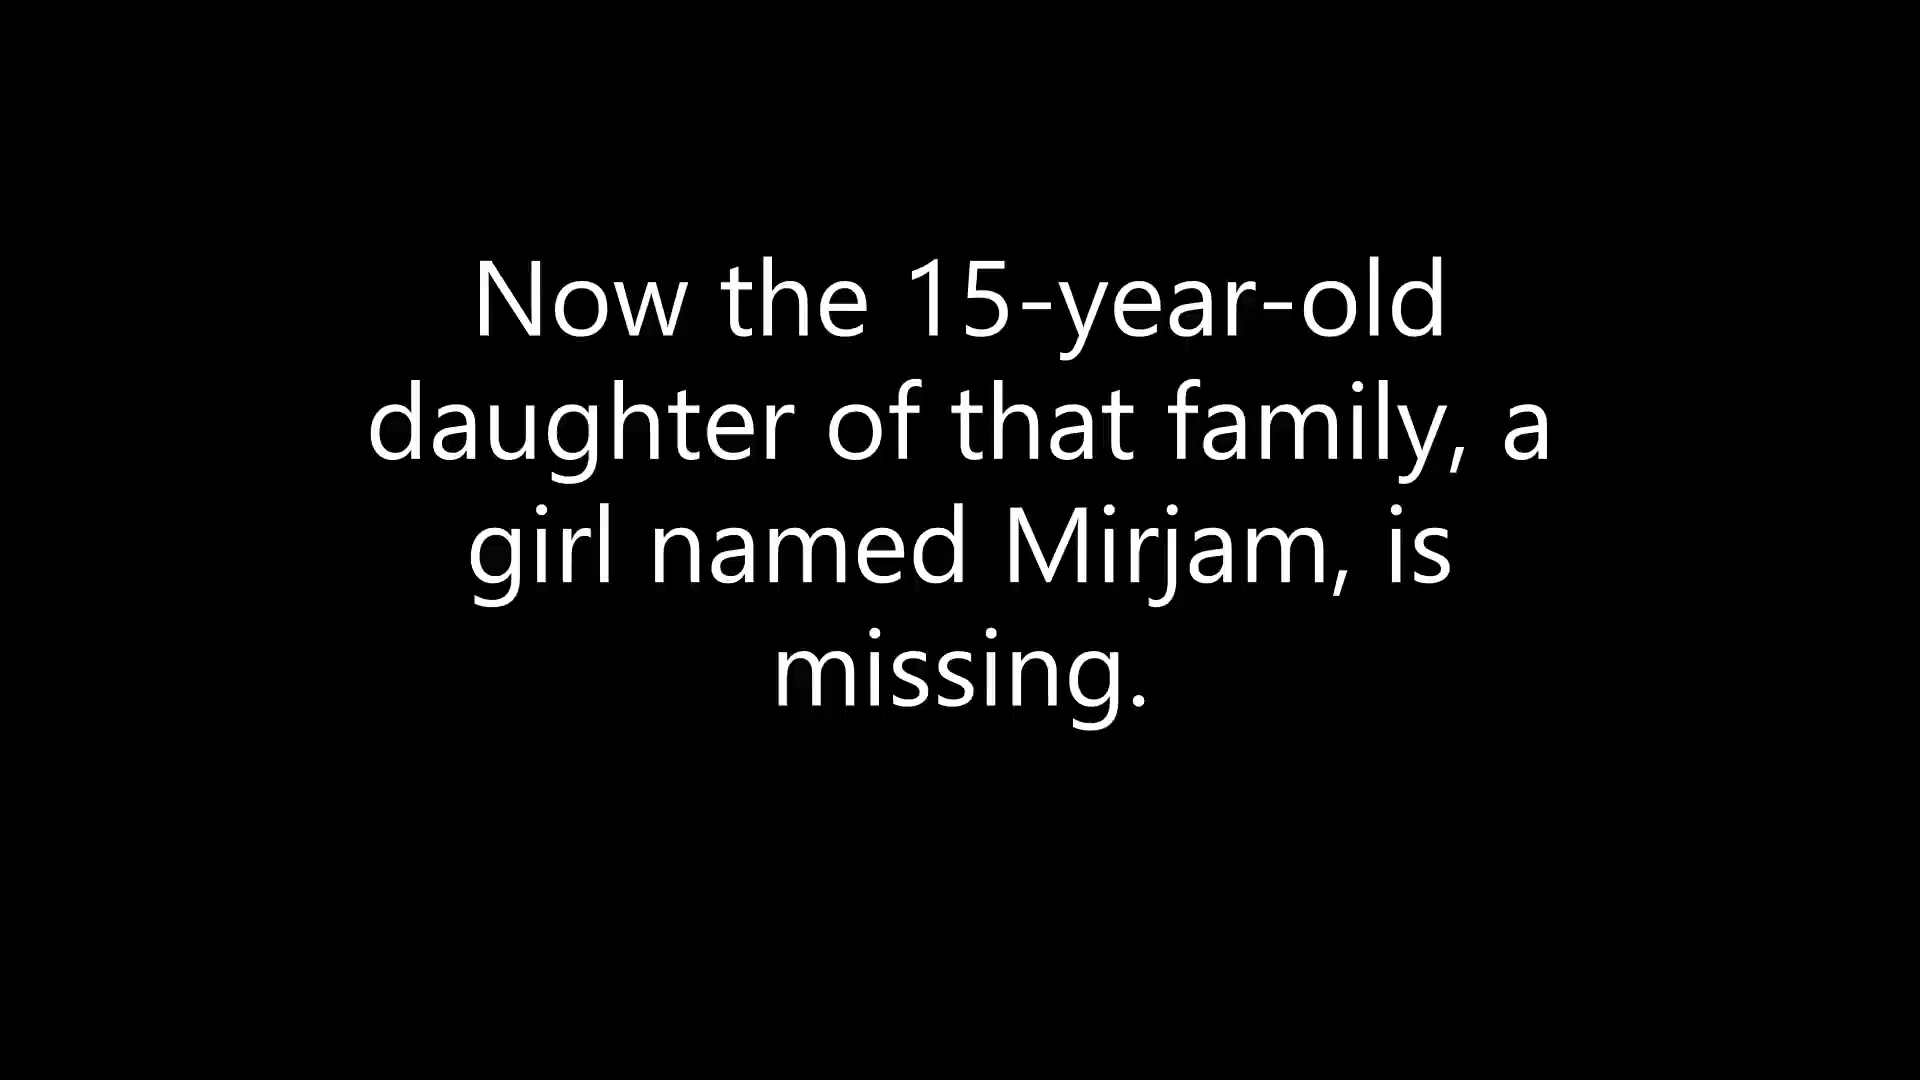 Now the 15-year-old
daughter of that family, a
girl named Mirjam, is
missing.